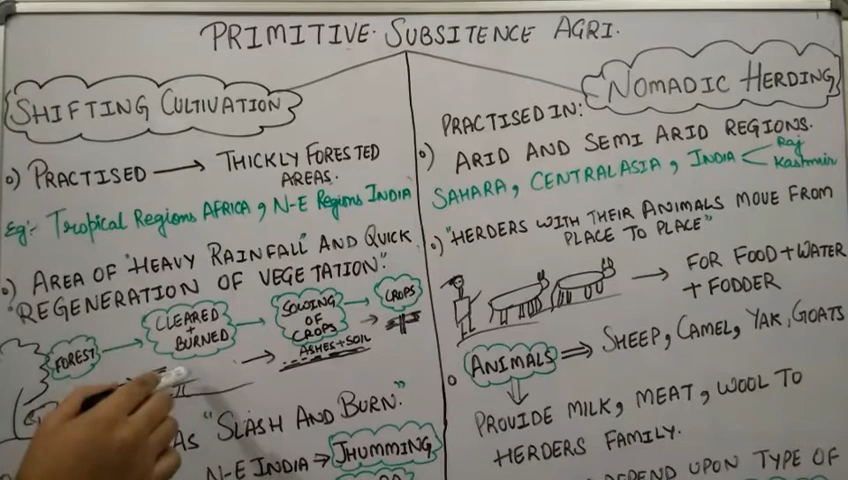 PRIMITIVE SUBSITENCE AGRI.
SHIFTING CULTIVATION
o) PRACTISED → THICKLY FORESTED
AREAS.
Eg:- Tropical Regions AFRICA, N-E Regions INDIA
o) AREA OF "HEAVY RAINFALL" AND QUICK
"REGENERATION OF VEGETATION."
FOREST → CLEARED + BURNED → SOWING OF CROPS → CROPS
ASHES+SOIL
AS "SLASH AND BURN."
N-E INDIA → JHUMMING
NOMADIC HERDING
PRACTISED IN:
o) ARID AND SEMI ARID REGIONS.
SAHARA, CENTRAL ASIA, INDIA < Raj
Kashmir
o) "HERDERS WITH THEIR ANIMALS MOVE FROM
PLACE TO PLACE"
→ FOR FOOD+WATER
+ FODDER
o ANIMALS ⇒ SHEEP, CAMEL, YAK, GOATS
PROVIDE MILK, MEAT, WOOL TO
HERDERS FAMILY.
DEPEND UPON TYPE OF